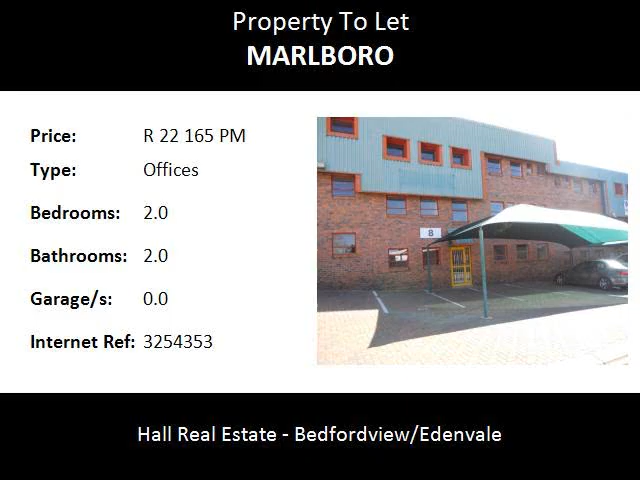 Property To Let
MARLBORO
Price: R 22 165 PM
Type: Offices
Bedrooms: 2.0
Bathrooms: 2.0
Garage/s: 0.0
Internet Ref: 3254353
8
Hall Real Estate - Bedfordview/Edenvale